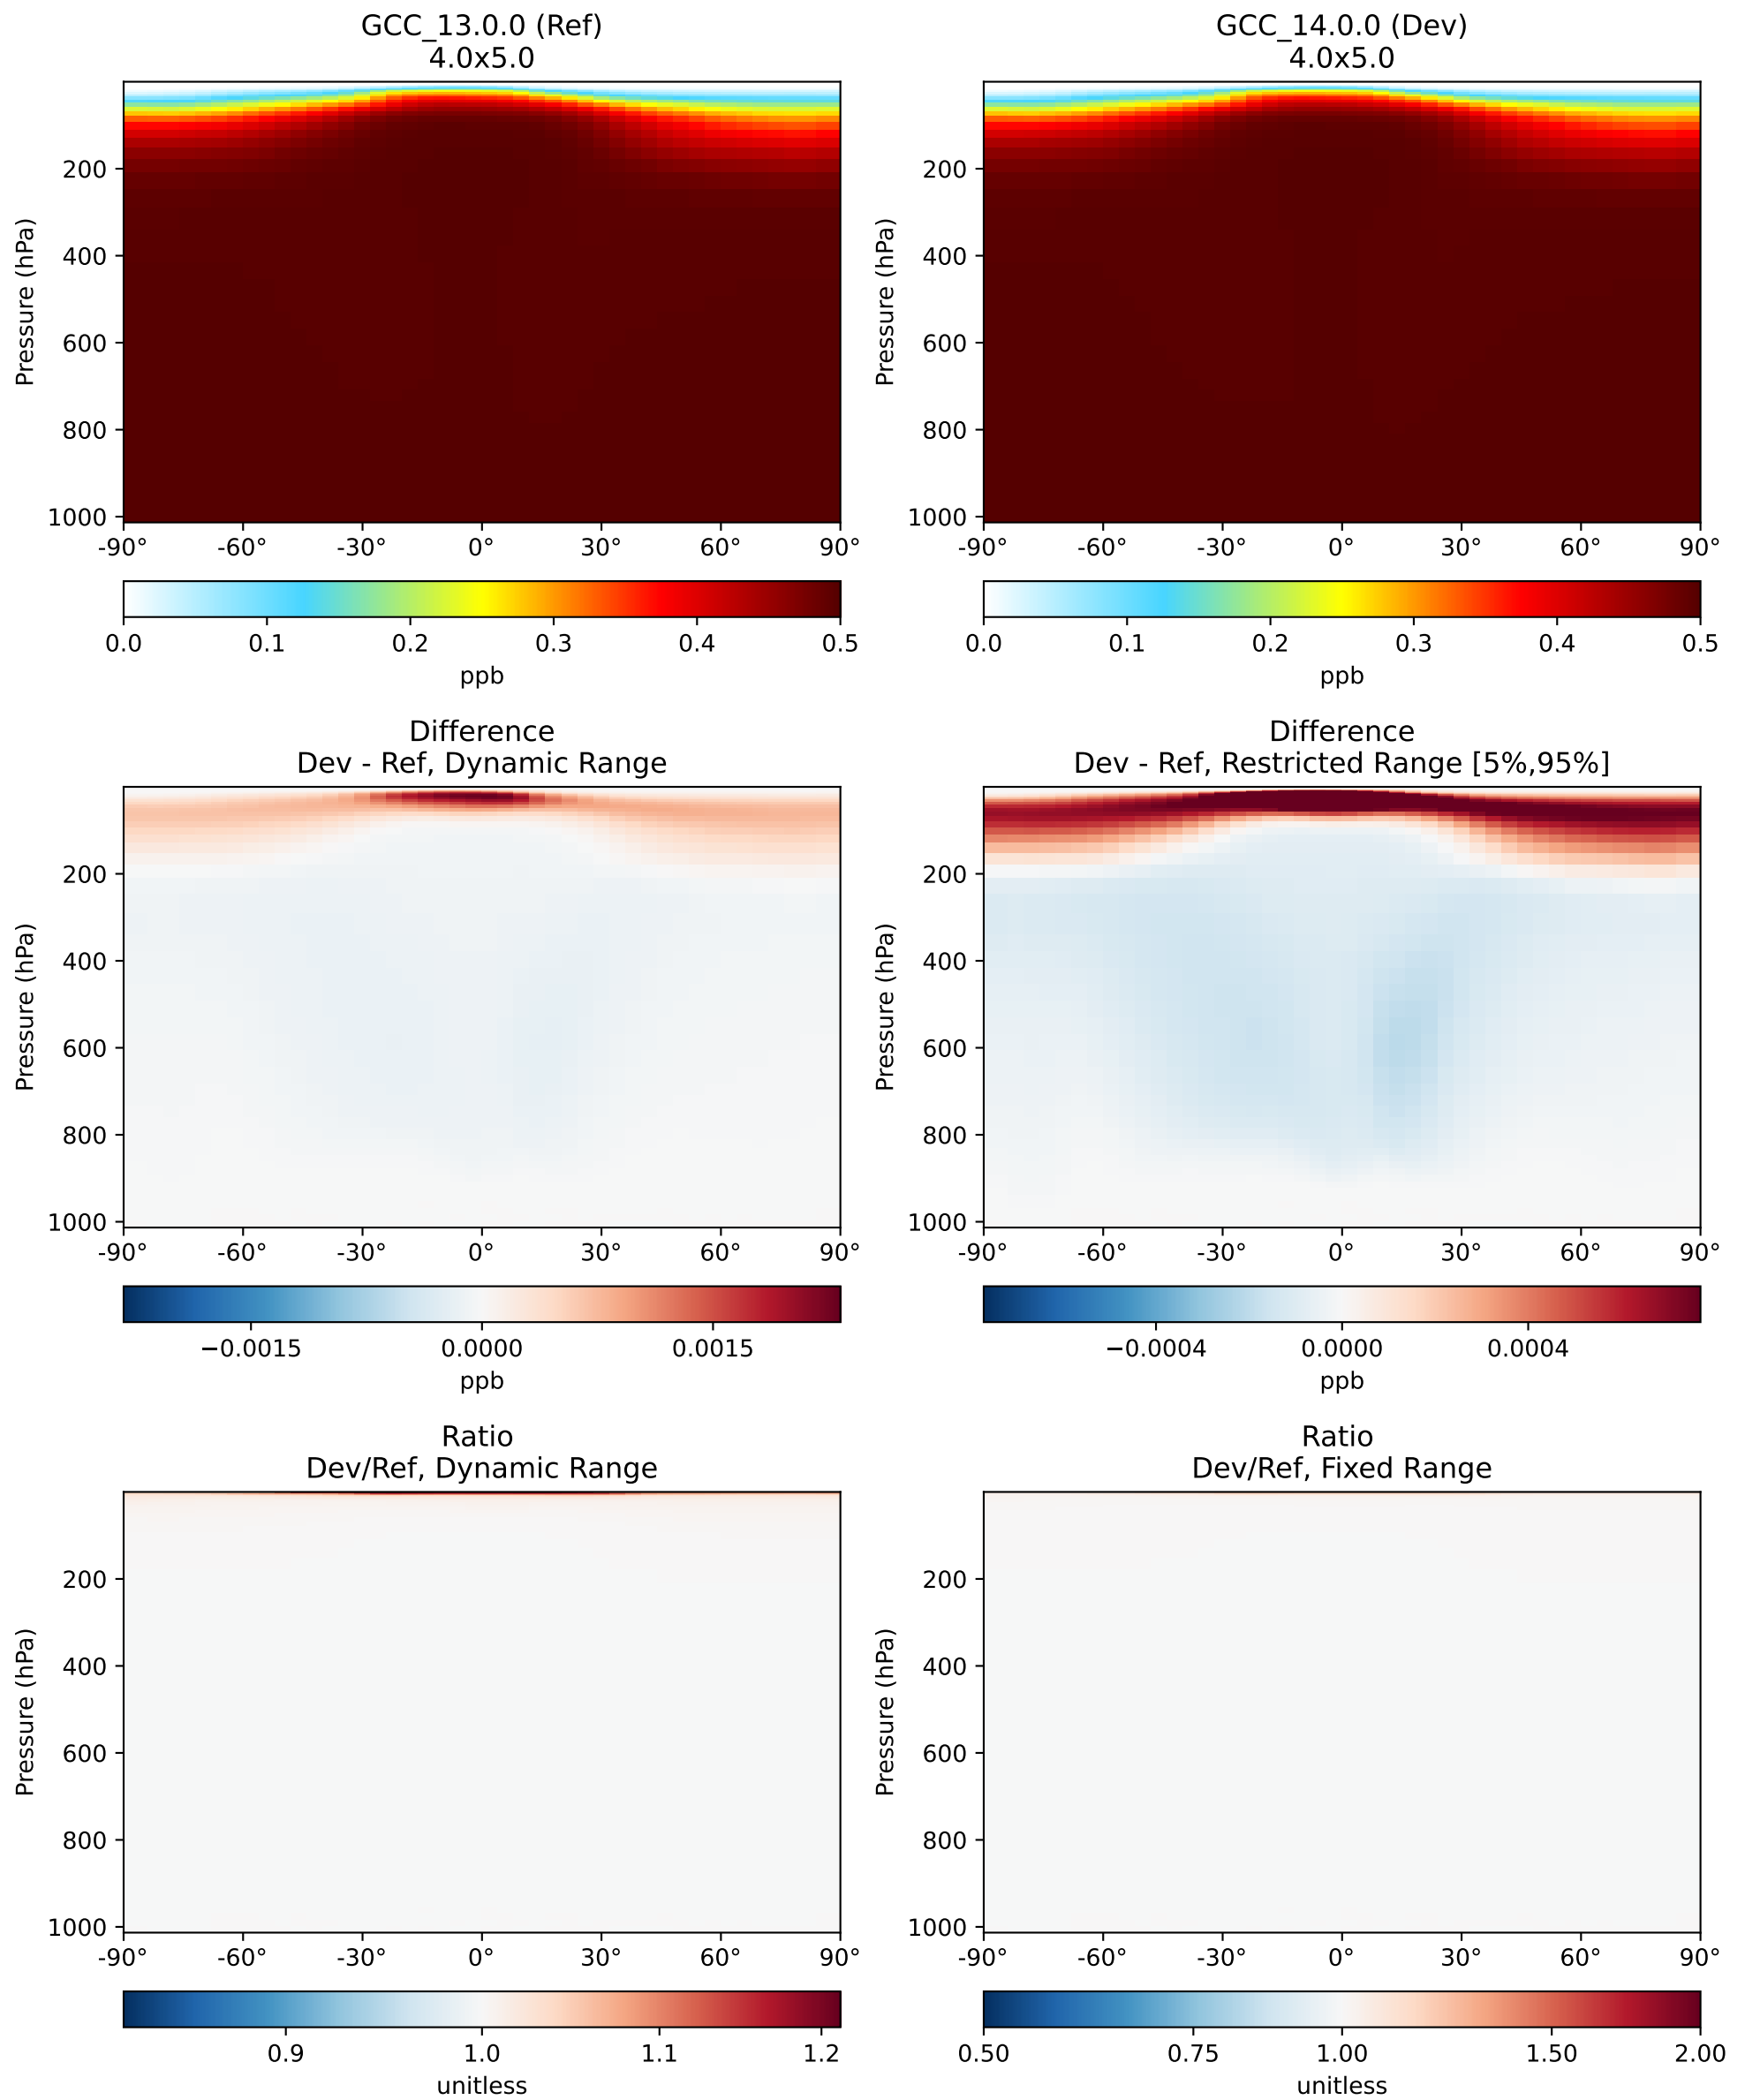 GCC_13.0.0 (Ref)
4.0x5.0
Pressure (hPa)
200
400
600
800
1000
-90° -60° -30° 0° 30° 60° 90°
0.0 0.1 0.2 0.3 0.4 0.5
ppb
GCC_14.0.0 (Dev)
4.0x5.0
Pressure (hPa)
200
400
600
800
1000
-90° -60° -30° 0° 30° 60° 90°
0.0 0.1 0.2 0.3 0.4 0.5
ppb
Difference
Dev - Ref, Dynamic Range
Pressure (hPa)
200
400
600
800
1000
-90° -60° -30° 0° 30° 60° 90°
−0.0015 0.0000 0.0015
ppb
Difference
Dev - Ref, Restricted Range [5%,95%]
Pressure (hPa)
200
400
600
800
1000
-90° -60° -30° 0° 30° 60° 90°
−0.0004 0.0000 0.0004
ppb
Ratio
Dev/Ref, Dynamic Range
Pressure (hPa)
200
400
600
800
1000
-90° -60° -30° 0° 30° 60° 90°
0.9 1.0 1.1 1.2
unitless
Ratio
Dev/Ref, Fixed Range
Pressure (hPa)
200
400
600
800
1000
-90° -60° -30° 0° 30° 60° 90°
0.50 0.75 1.00 1.50 2.00
unitless